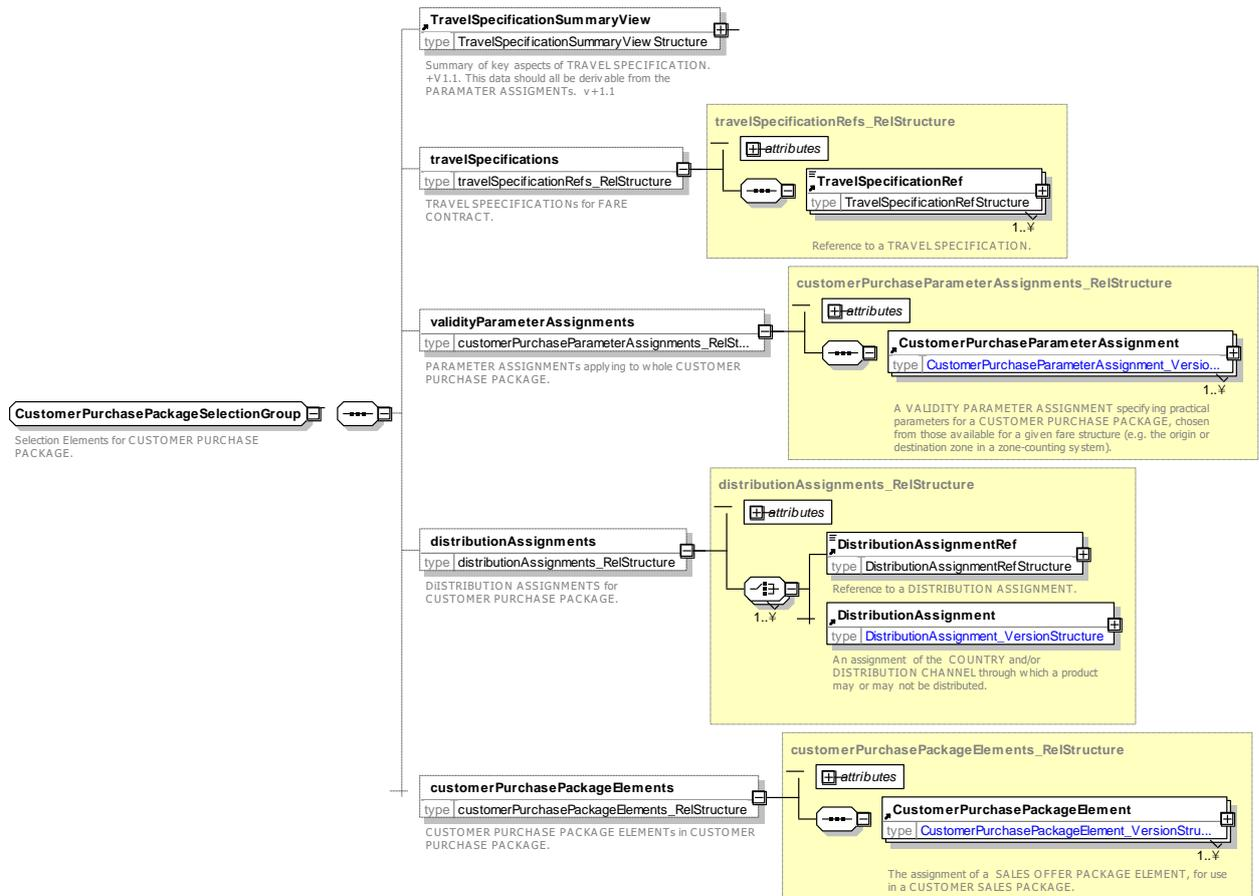 TravelSpecificationSummaryView
type TravelSpecificationSummaryView Structure
Summary of key aspects of TRAVEL SPECIFICATION.
+V1.1. This data should all be derivable from the
PARAMATER ASSIGMENTs. v+1.1
travelSpecificationRefs_RelStructure
attributes
travelSpecifications
type travelSpecificationRefs_RelStructure
TravelSpecificationRef
type TravelSpecificationRefStructure
1..¥
TRAVEL SPEECIFICATIONs for FARE
CONTRACT.
Reference to a TRAVEL SPECIFICATION.
customerPurchaseParameterAssignments_RelStructure
attributes
validityParameterAssignments
type customerPurchaseParameterAssignments_RelSt...
CustomerPurchaseParameterAssignment
type CustomerPurchaseParameterAssignment_Versio...
1..¥
PARAMETER ASSIGNMENTs applying to whole CUSTOMER
PURCHASE PACKAGE.
A VALIDITY PARAMETER ASSIGNMENT specifying practical
parameters for a CUSTOMER PURCHASE PACKAGE, chosen
from those available for a given fare structure (e.g. the origin or
destination zone in a zone-counting system).
CustomerPurchasePackageSelectionGroup
Selection Elements for CUSTOMER PURCHASE
PACKAGE.
distributionAssignments_RelStructure
attributes
distributionAssignments
type distributionAssignments_RelStructure
DiISTRIBUTION ASSIGNMENTS for
CUSTOMER PURCHASE PACKAGE.
1..¥
DistributionAssignmentRef
type DistributionAssignmentRefStructure
Reference to a DISTRIBUTION ASSIGNMENT.
DistributionAssignment
type DistributionAssignment_VersionStructure
An assignment of the COUNTRY and/or
DISTRIBUTION CHANNEL through which a product
may or may not be distributed.
customerPurchasePackageElements_RelStructure
attributes
customerPurchasePackageElements
type customerPurchasePackageElements_RelStructure
CUSTOMER PURCHASE PACKAGE ELEMENTs in CUSTOMER
PURCHASE PACKAGE.
CustomerPurchasePackageElement
type CustomerPurchasePackageElement_VersionStru...
1..¥
The assignment of a SALES OFFER PACKAGE ELEMENT, for use
in a CUSTOMER SALES PACKAGE.